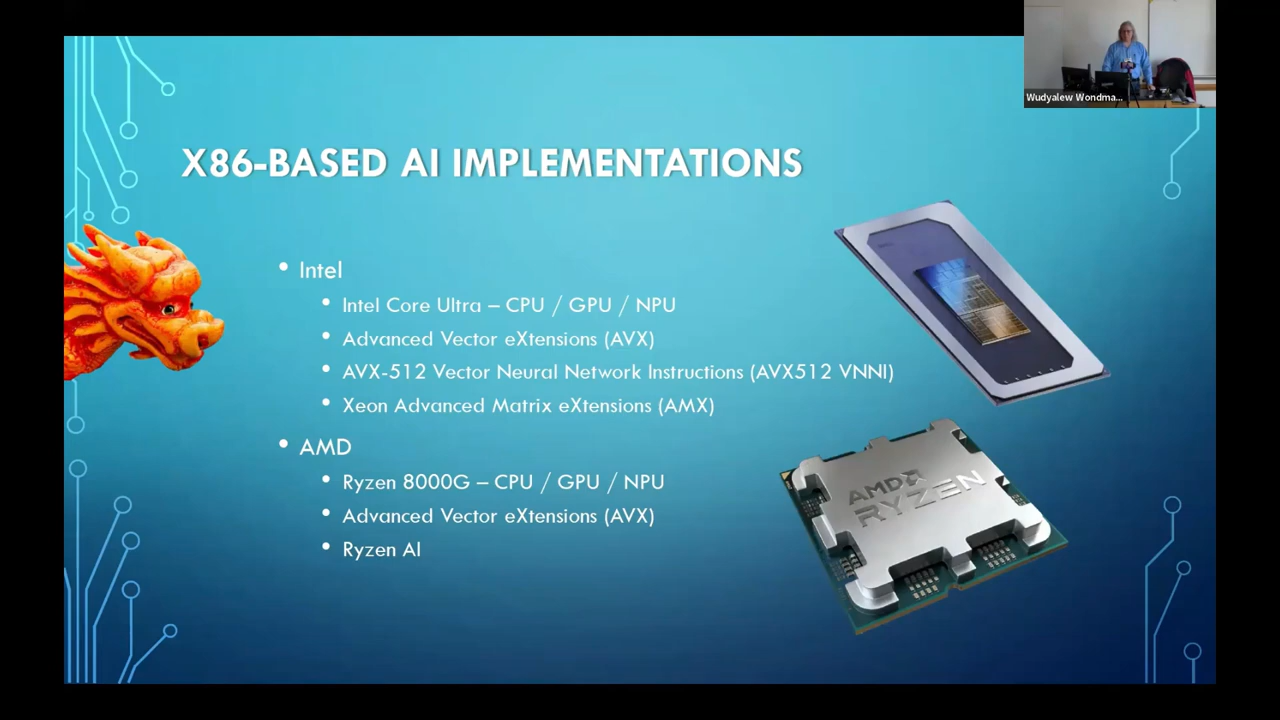 Wudyalew Wondma...
X86-BASED AI IMPLEMENTATIONS
• Intel
• Intel Core Ultra – CPU / GPU / NPU
• Advanced Vector eXtensions (AVX)
• AVX-512 Vector Neural Network Instructions (AVX512 VNNI)
• Xeon Advanced Matrix eXtensions (AMX)
• AMD
• Ryzen 8000G – CPU / GPU / NPU
• Advanced Vector eXtensions (AVX)
• Ryzen AI
AMD
RYZEN